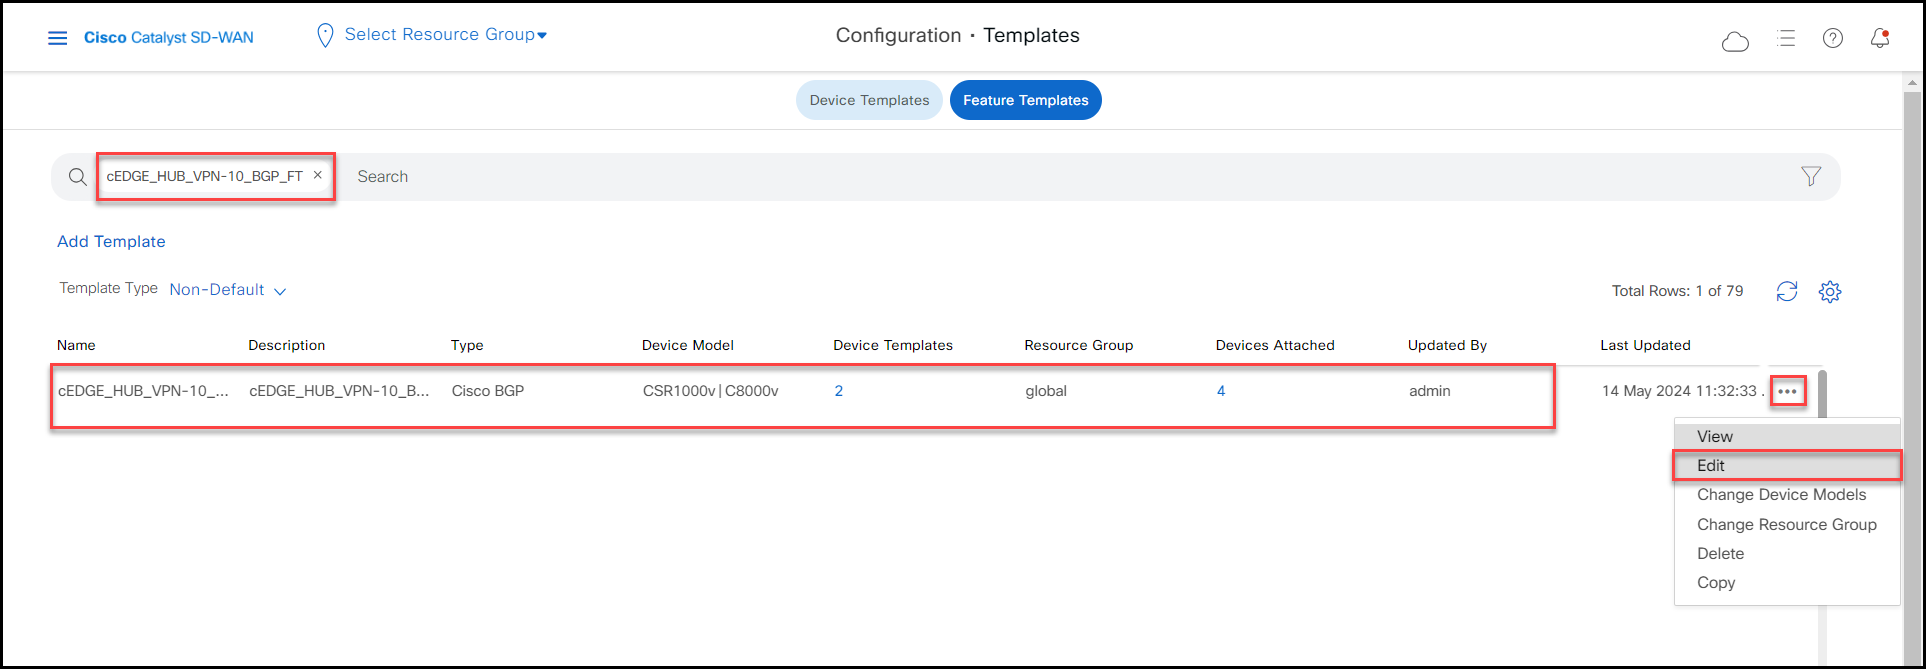 Cisco Catalyst SD-WAN
Select Resource Group
Configuration · Templates
Device Templates
Feature Templates
cEDGE_HUB_VPN-10_BGP_FT ×
Search
Add Template
Template Type Non-Default
Total Rows: 1 of 79
Name Description Type Device Model Device Templates Resource Group Devices Attached Updated By Last Updated
cEDGE_HUB_VPN-10_... cEDGE_HUB_VPN-10_B... Cisco BGP CSR1000v|C8000v 2 global 4 admin 14 May 2024 11:32:33 . •••
View
Edit
Change Device Models
Change Resource Group
Delete
Copy